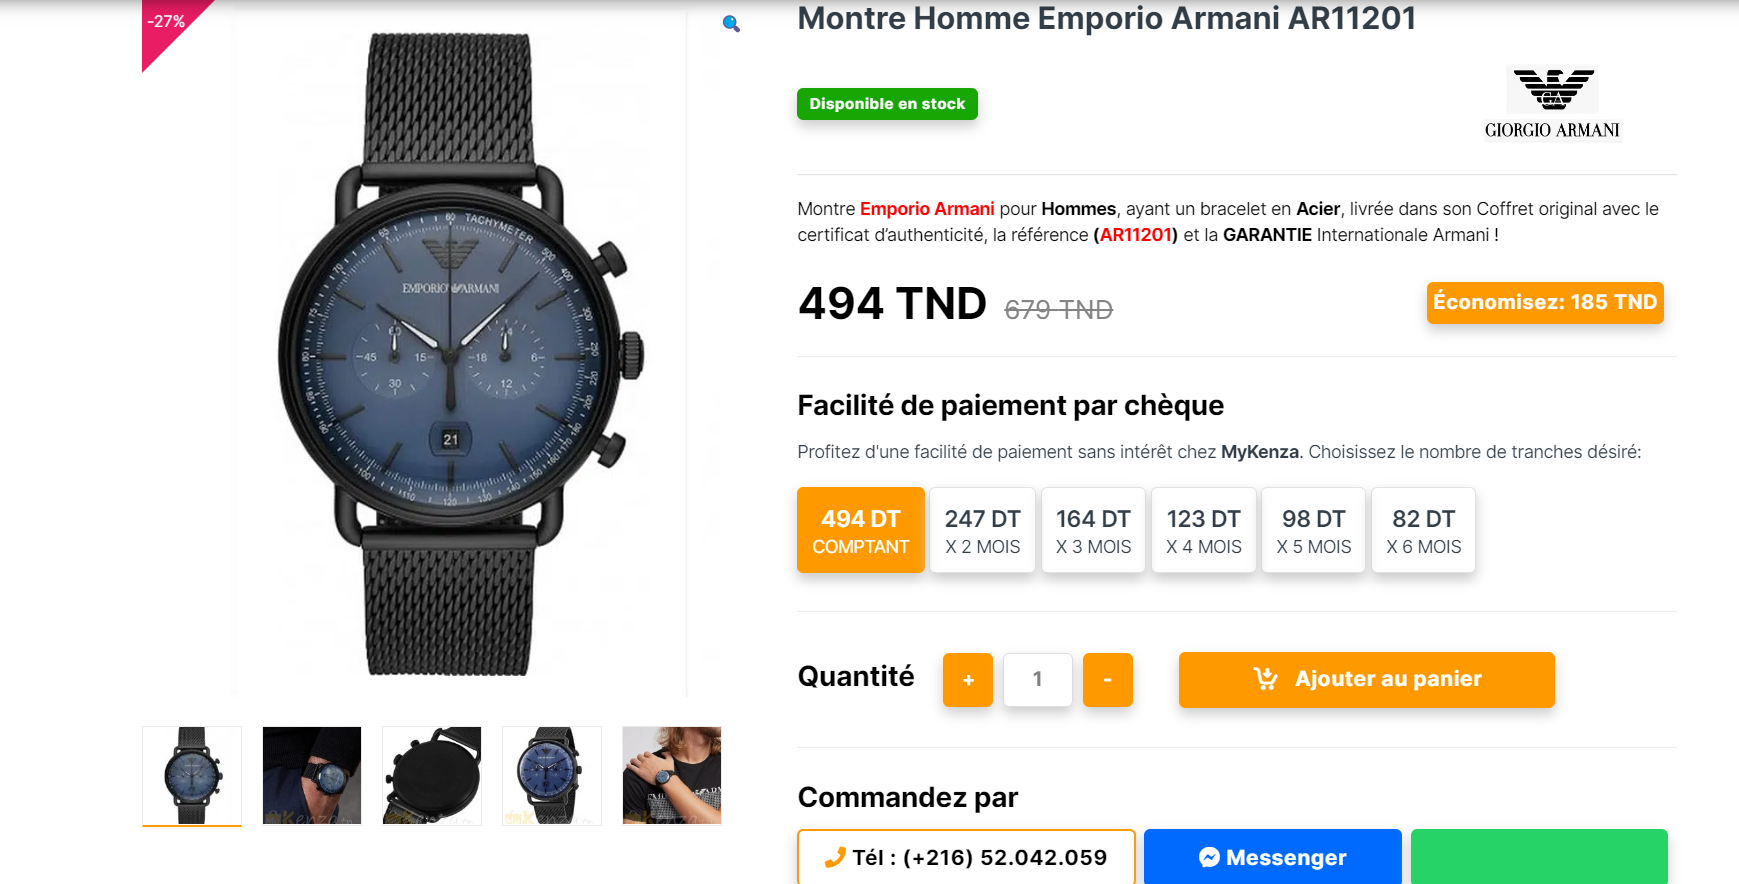 -27%
Montre Homme Emporio Armani AR11201
Disponible en stock
GA
GIORGIO ARMANI
Montre Emporio Armani pour Hommes, ayant un bracelet en Acier, livrée dans son Coffret original avec le
certificat d’authenticité, la référence (AR11201) et la GARANTIE Internationale Armani !
494 TND 679 TND
Économisez: 185 TND
Facilité de paiement par chèque
Profitez d'une facilité de paiement sans intérêt chez MyKenza. Choisissez le nombre de tranches désiré:
494 DT
COMPTANT
247 DT
X 2 MOIS
164 DT
X 3 MOIS
123 DT
X 4 MOIS
98 DT
X 5 MOIS
82 DT
X 6 MOIS
Quantité + 1 -
Ajouter au panier
Commandez par
Tél : (+216) 52.042.059
Messenger
TACHYMETER
EMPORIO ARMANI
60
45 15
30
24
18 6
12
21